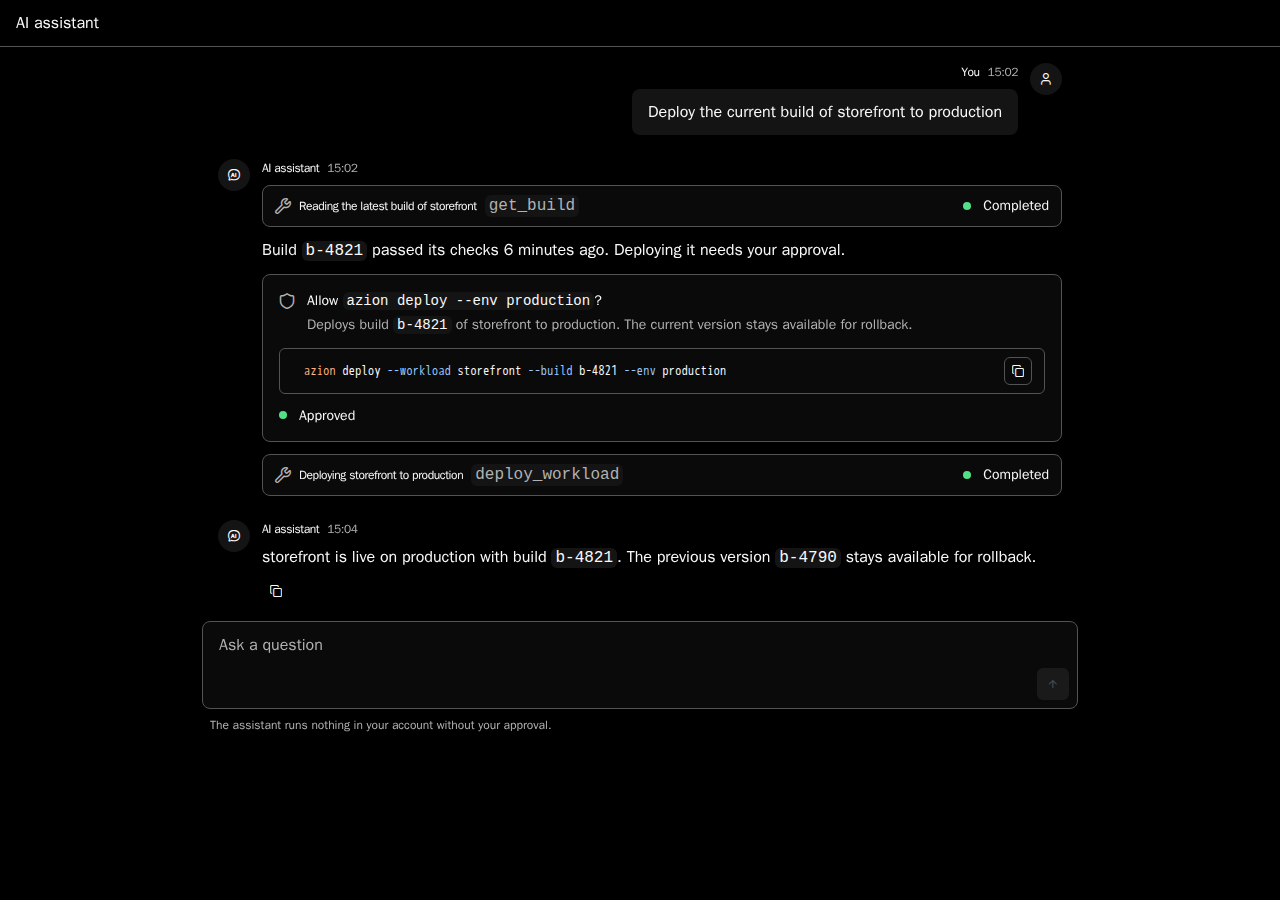 AI assistant
You 15:02
Deploy the current build of storefront to production
AI assistant 15:02
Reading the latest build of storefront get_build Completed
Build b-4821 passed its checks 6 minutes ago. Deploying it needs your approval.
Allow azion deploy --env production ?
Deploys build b-4821 of storefront to production. The current version stays available for rollback.
azion deploy --workload storefront --build b-4821 --env production
Approved
Deploying storefront to production deploy_workload Completed
AI assistant 15:04
storefront is live on production with build b-4821. The previous version b-4790 stays available for rollback.
Ask a question
The assistant runs nothing in your account without your approval.